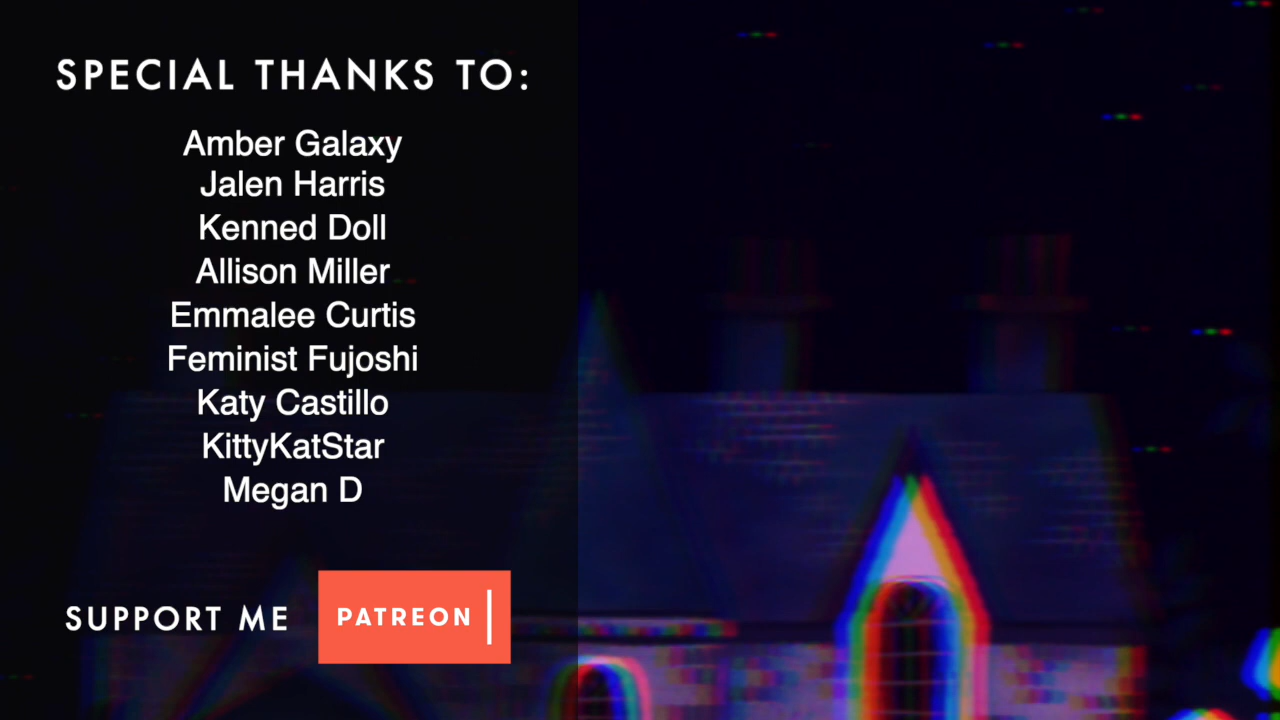 SPECIAL THANKS TO:
Amber Galaxy
Jalen Harris
Kenned Doll
Allison Miller
Emmalee Curtis
Feminist Fujoshi
Katy Castillo
KittyKatStar
Megan D
SUPPORT ME PATREON